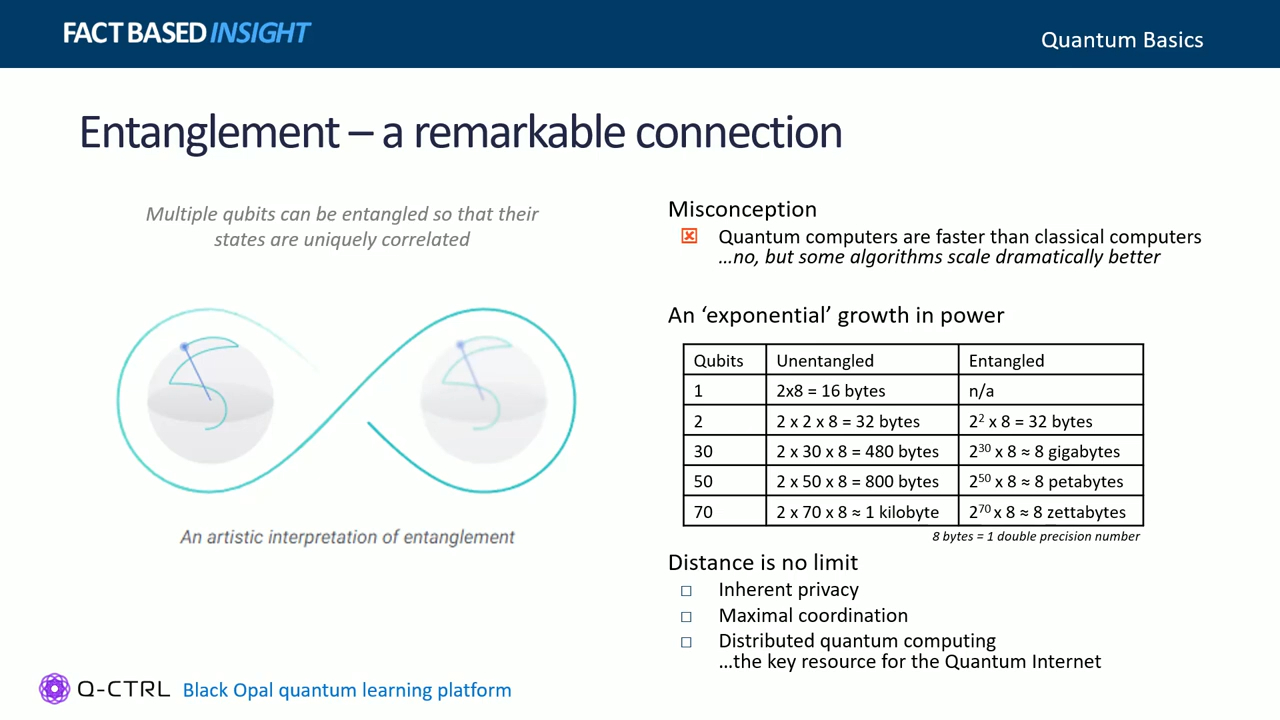 FACT BASED INSIGHT
Quantum Basics
Entanglement – a remarkable connection
Multiple qubits can be entangled so that their
states are uniquely correlated
An artistic interpretation of entanglement
Misconception
Quantum computers are faster than classical computers
...no, but some algorithms scale dramatically better
An ‘exponential’ growth in power
Qubits Unentangled Entangled
1 2x8 = 16 bytes n/a
2 2 x 2 x 8 = 32 bytes 2² x 8 = 32 bytes
30 2 x 30 x 8 = 480 bytes 2³⁰ x 8 ≈ 8 gigabytes
50 2 x 50 x 8 = 800 bytes 2⁵⁰ x 8 ≈ 8 petabytes
70 2 x 70 x 8 ≈ 1 kilobyte 2⁷⁰ x 8 ≈ 8 zettabytes
8 bytes = 1 double precision number
Distance is no limit
Inherent privacy
Maximal coordination
Distributed quantum computing
...the key resource for the Quantum Internet
Q-CTRL Black Opal quantum learning platform